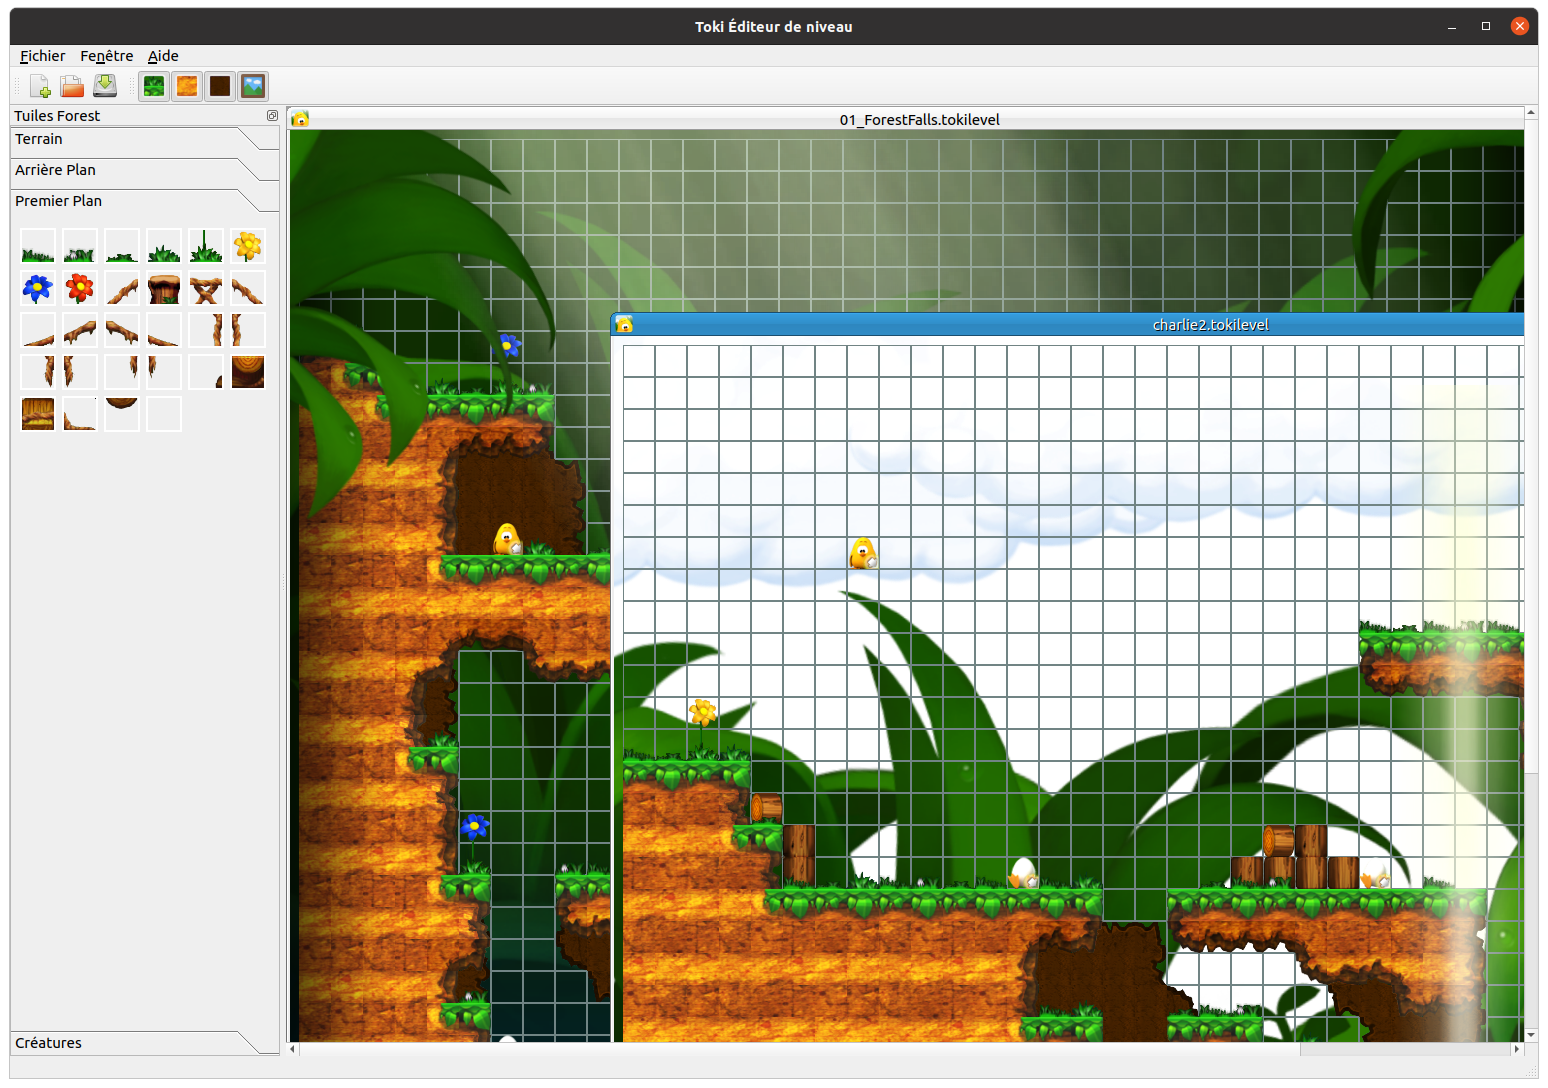 Toki Éditeur de niveau
Fichier Fenêtre Aide
Tuiles Forest
Terrain
Arrière Plan
Premier Plan
Créatures
01_ForestFalls.tokilevel
charlie2.tokilevel